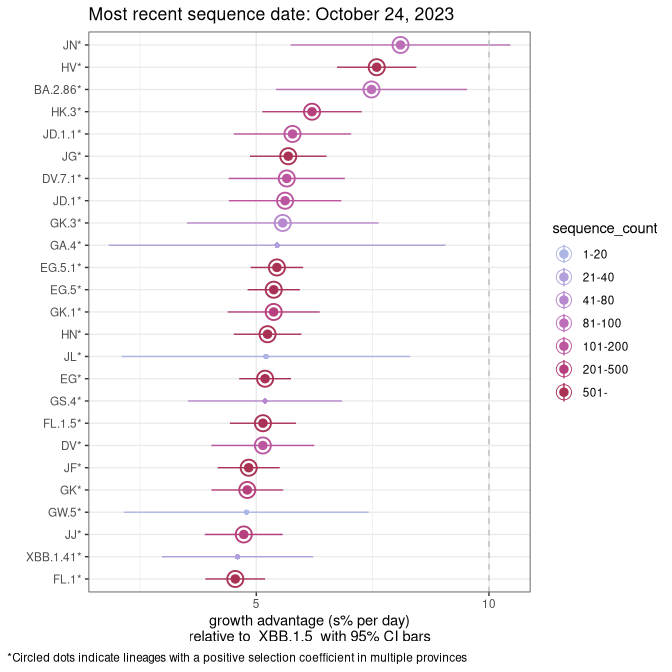 Most recent sequence date: October 24, 2023
JN*
HV*
BA.2.86*
HK.3*
JD.1.1*
JG*
DV.7.1*
JD.1*
GK.3*
GA.4*
EG.5.1*
EG.5*
GK.1*
HN*
JL*
EG*
GS.4*
FL.1.5*
DV*
JF*
GK*
GW.5*
JJ*
XBB.1.41*
FL.1*
5 10
growth advantage (s% per day)
relative to XBB.1.5 with 95% CI bars
*Circled dots indicate lineages with a positive selection coefficient in multiple provinces
sequence_count
1-20
21-40
41-80
81-100
101-200
201-500
501-